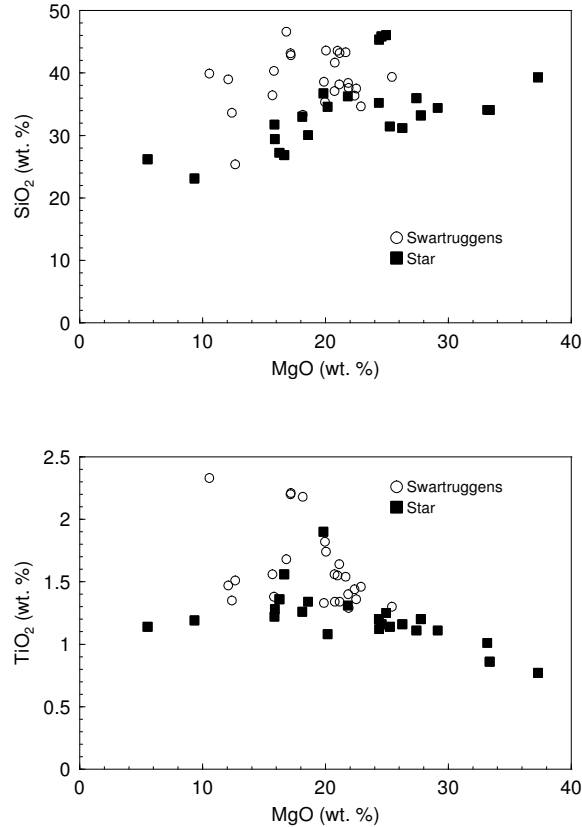 50
40
30
20
10
0
SiO2 (wt. %)
Swartruggens
Star
0 10 20 30 40
MgO (wt. %)
2.5
2
1.5
1
0.5
0
TiO2 (wt. %)
Swartruggens
Star
0 10 20 30 40
MgO (wt. %)